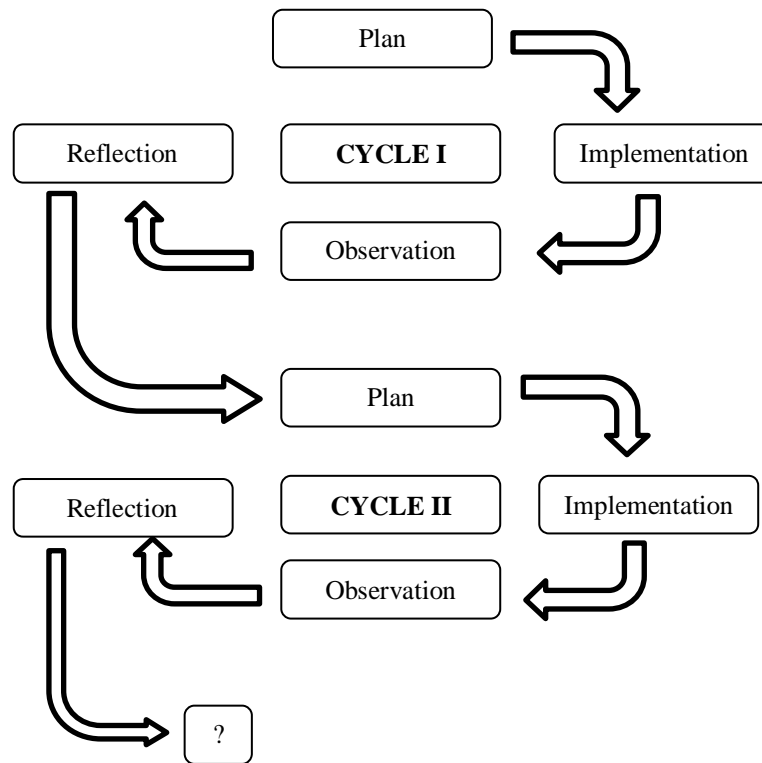 Plan
Reflection
CYCLE I
Implementation
Observation
Plan
Reflection
CYCLE II
Implementation
Observation
?